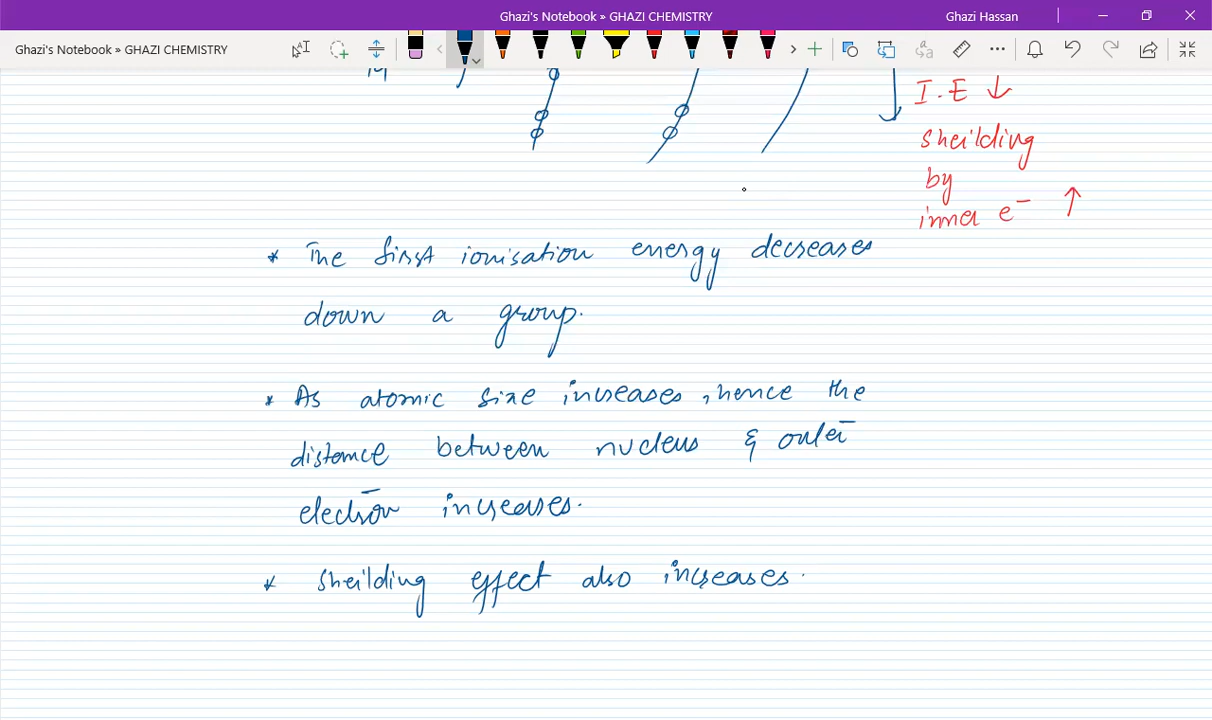 Ghazi's Notebook » GHAZI CHEMISTRY
Ghazi Hassan
Ghazi's Notebook » GHAZI CHEMISTRY
I.E ↓
sheilding
by
inner e⁻ ↑
* The first ionisation energy decreases
down a group.
* As atomic size increases, hence the
distance between nucleus & outer
electron increases.
* sheilding effect also increases.